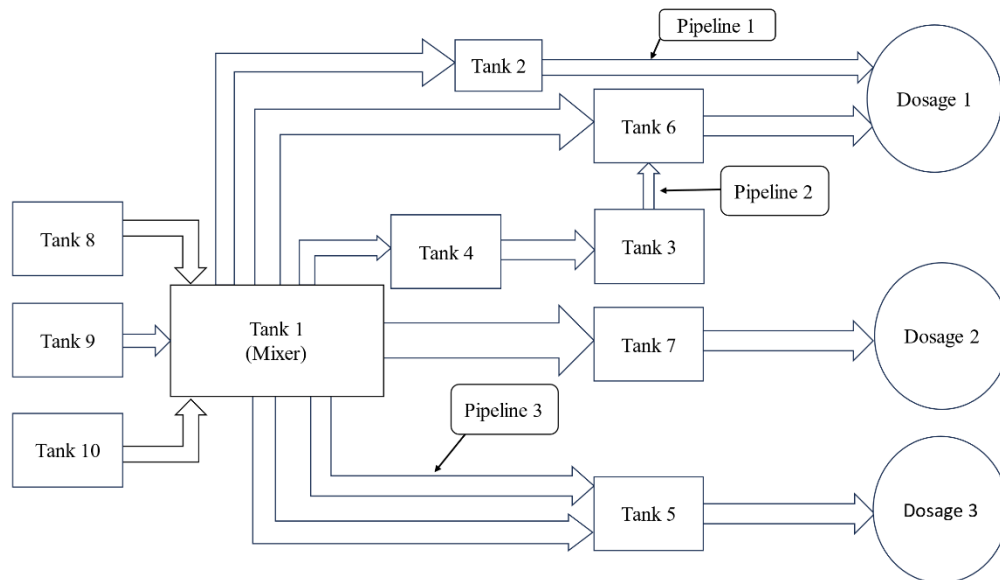 Pipeline 1
Tank 2
Dosage 1
Tank 6
Pipeline 2
Tank 8
Tank 4
Tank 3
Tank 9
Tank 1
(Mixer)
Tank 7
Dosage 2
Pipeline 3
Tank 10
Tank 5
Dosage 3